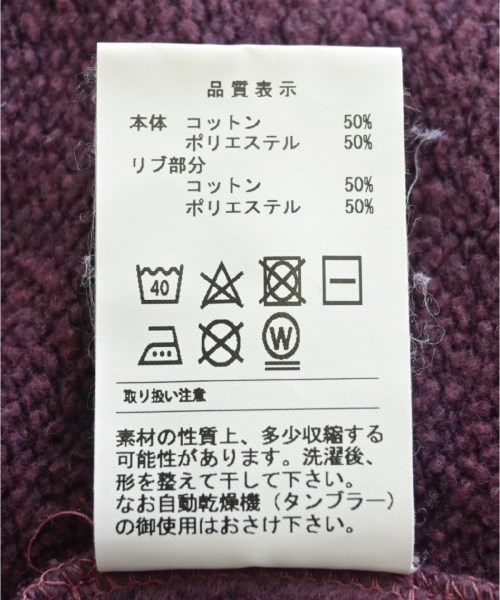 品質表示
本体 コットン 50%
ポリエステル 50%
リブ部分
コットン 50%
ポリエステル 50%
40
W
取り扱い注意
素材の性質上、多少収縮する
可能性があります。洗濯後、
形を整えて干して下さい。
なお自動乾燥機（タンブラー）
の御使用はおさけ下さい。